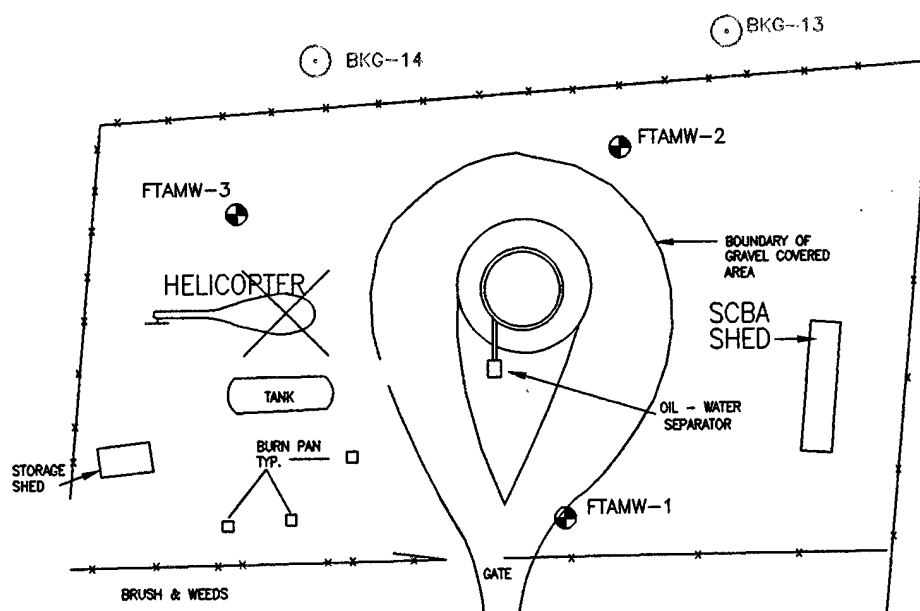 BKG-13
BKG-14
FTAMW-2
FTAMW-3
BOUNDARY OF
GRAVEL COVERED
AREA
HELICOPTER
SCBA
SHED
TANK
OIL - WATER
SEPARATOR
BURN PAN
TYP.
STORAGE
SHED
FTAMW-1
GATE
BRUSH & WEEDS